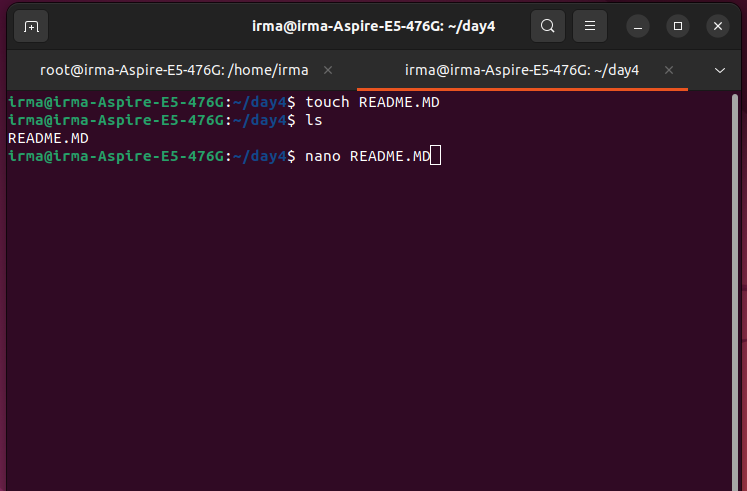 irma@irma-Aspire-E5-476G: ~/day4
root@irma-Aspire-E5-476G: /home/irma
irma@irma-Aspire-E5-476G: ~/day4
irma@irma-Aspire-E5-476G:~/day4$ touch README.MD
irma@irma-Aspire-E5-476G:~/day4$ ls
README.MD
irma@irma-Aspire-E5-476G:~/day4$ nano README.MD